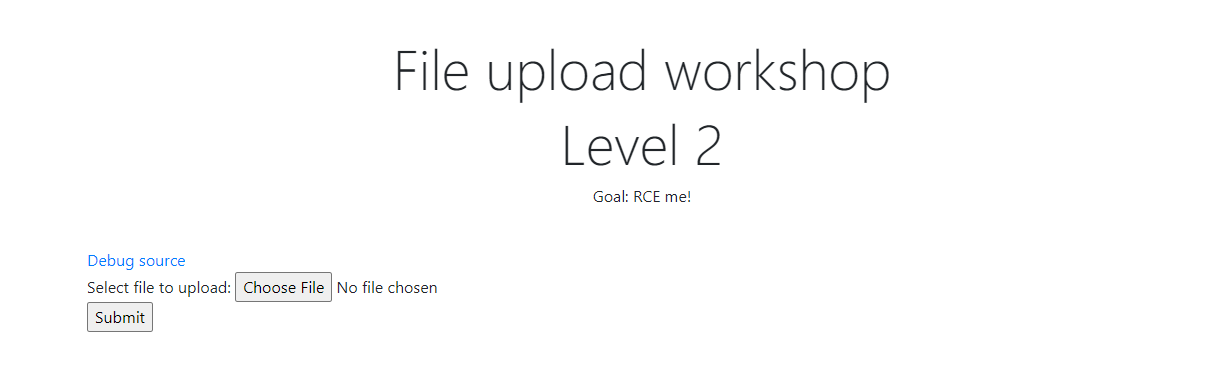 File upload workshop
Level 2
Goal: RCE me!
Debug source
Select file to upload: Choose File No file chosen
Submit